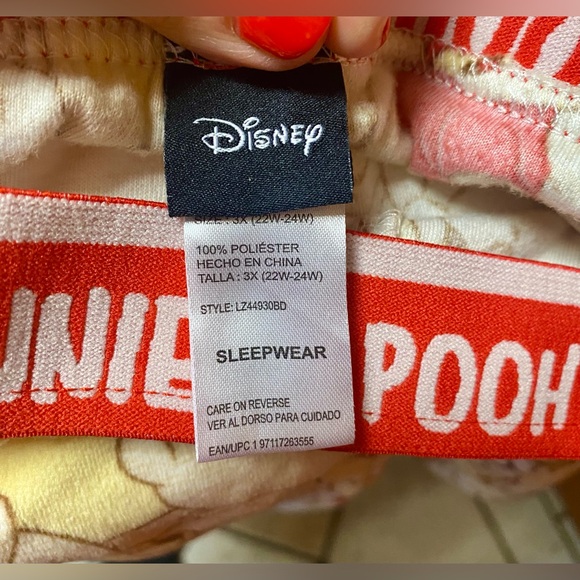 Disney
SIZE : 3X (22W-24W)
100% POLIÉSTER
HECHO EN CHINA
TALLA : 3X (22W-24W)
STYLE: LZ44930BD
UNIE POOH
SLEEPWEAR
CARE ON REVERSE
VER AL DORSO PARA CUIDADO
EAN/UPC 1 97117263555